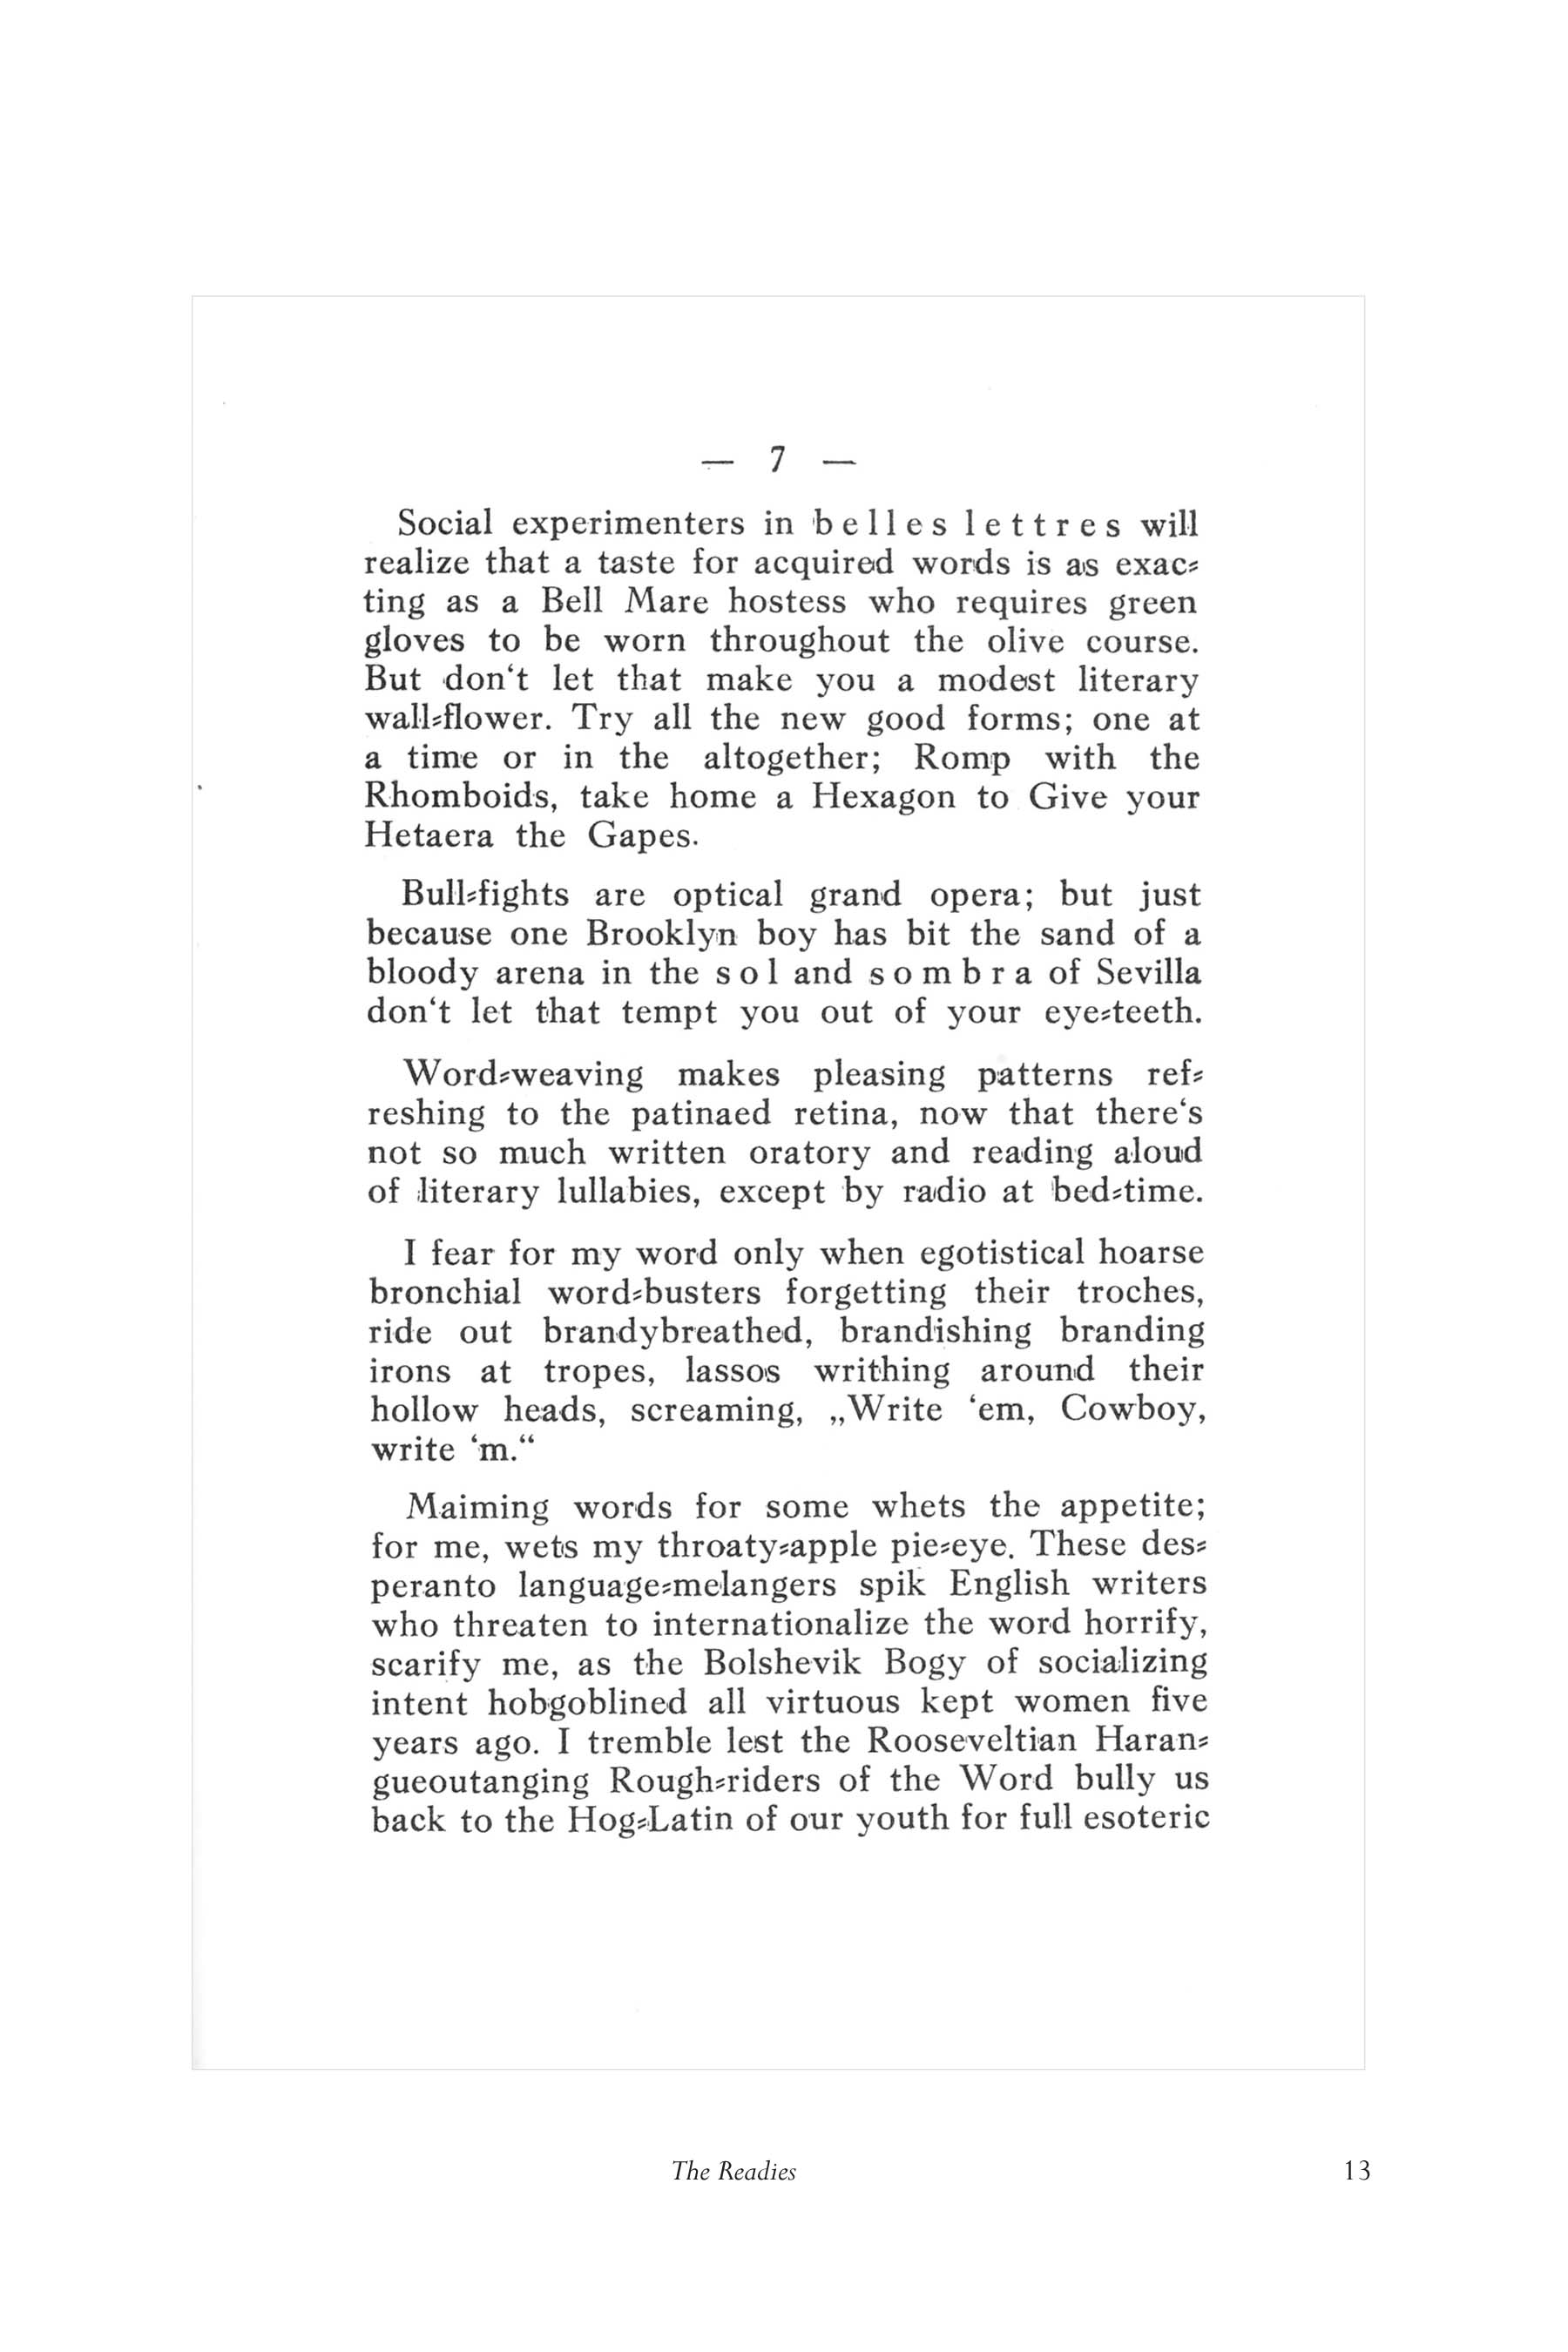 — 7 —
Social experimenters in b e l l e s l e t t r e s will
realize that a taste for acquired words is as exac⸗
ting as a Bell Mare hostess who requires green
gloves to be worn throughout the olive course.
But don‘t let that make you a modest literary
wall⸗flower. Try all the new good forms; one at
a time or in the altogether; Romp with the
Rhomboids, take home a Hexagon to Give your
Hetaera the Gapes.
Bull⸗fights are optical grand opera; but just
because one Brooklyn boy has bit the sand of a
bloody arena in the s o l and s o m b r a of Sevilla
don‘t let that tempt you out of your eye⸗teeth.
Word⸗weaving makes pleasing patterns ref⸗
reshing to the patinaed retina, now that there‘s
not so much written oratory and reading aloud
of literary lullabies, except by radio at bed⸗time.
I fear for my word only when egotistical hoarse
bronchial word⸗busters forgetting their troches,
ride out brandybreathed, brandishing branding
irons at tropes, lassos writhing around their
hollow heads, screaming, „Write ‘em, Cowboy,
write ‘m.“
Maiming words for some whets the appetite;
for me, wets my throaty⸗apple pie⸗eye. These des⸗
peranto language⸗melangers spik English writers
who threaten to internationalize the word horrify,
scarify me, as the Bolshevik Bogy of socializing
intent hobgoblined all virtuous kept women five
years ago. I tremble lest the Rooseveltian Haran⸗
gueoutanging Rough⸗riders of the Word bully us
back to the Hog⸗Latin of our youth for full esoteric
The Readies 13